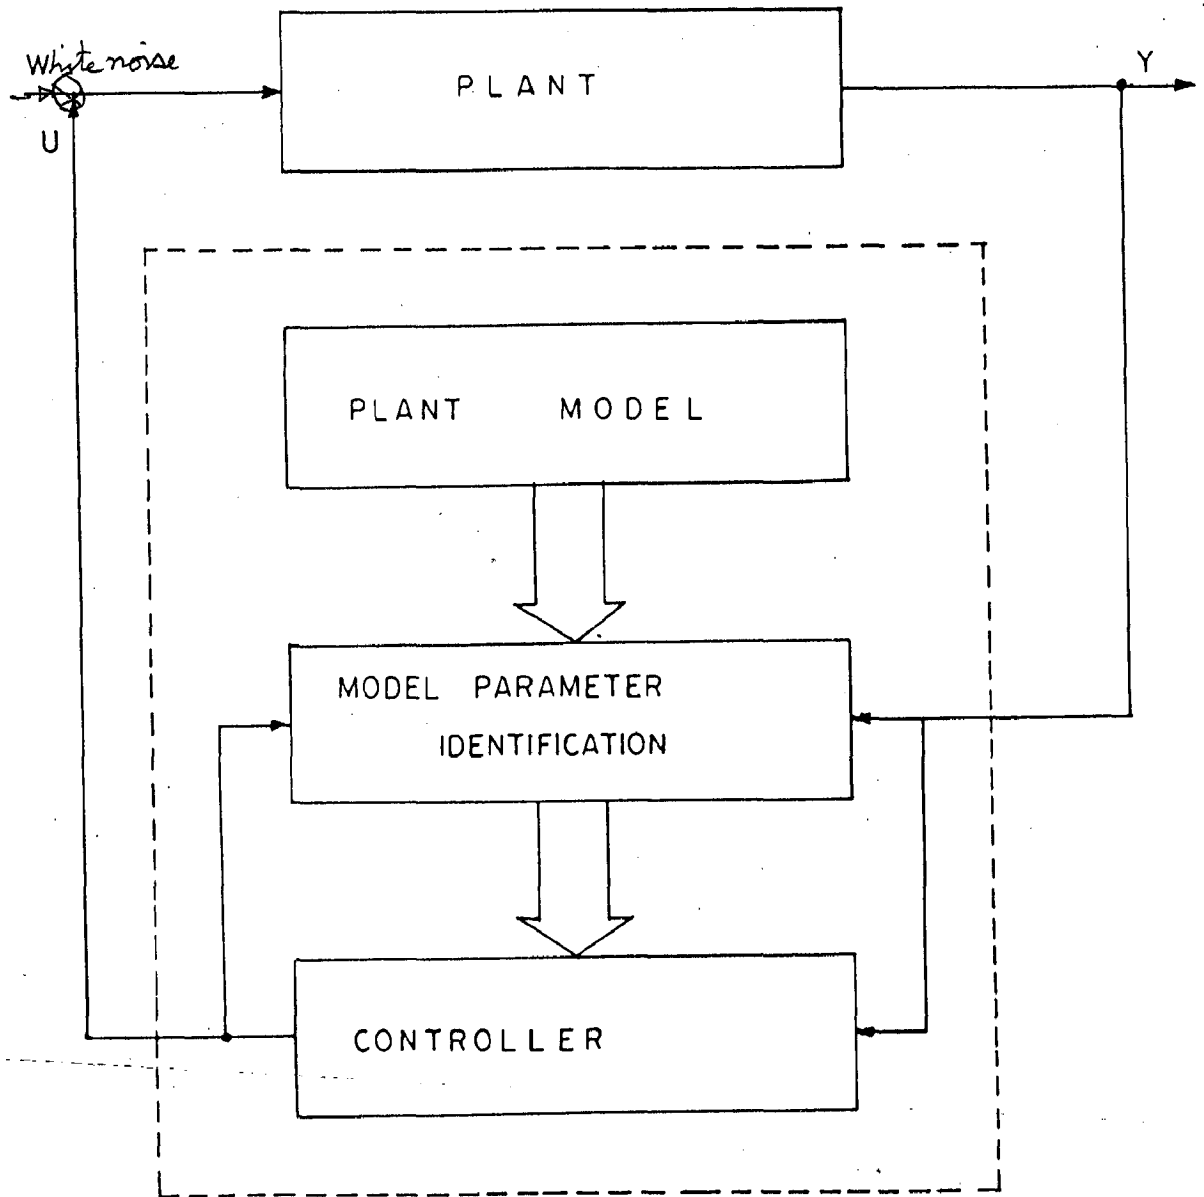 White noise
PLANT
Y
U
PLANT MODEL
MODEL PARAMETER
IDENTIFICATION
CONTROLLER